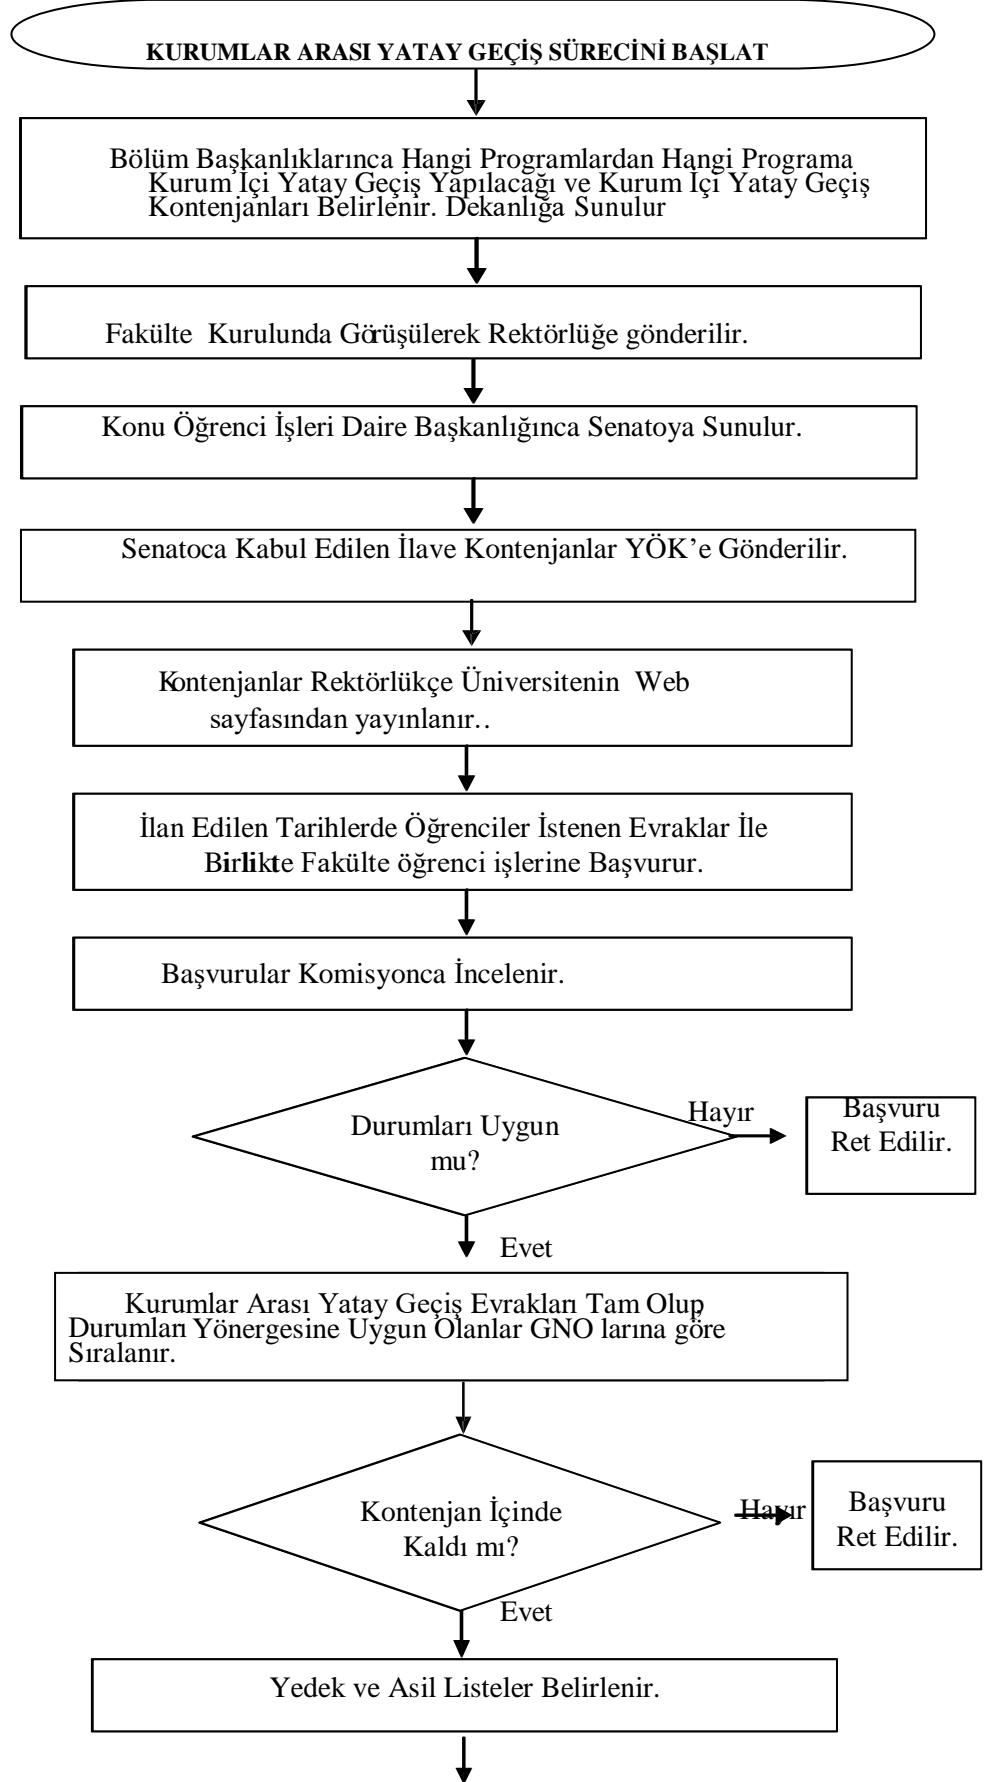 KURUMLAR ARASI YATAY GEÇİŞ SÜRECİNİ BAŞLAT
Bölüm Başkanlıklarınca Hangi Programlardan Hangi Programa
Kurum İçi Yatay Geçiş Yapılacağı ve Kurum İçi Yatay Geçiş
Kontenjanları Belirlenir. Dekanlığa Sunulur
Fakülte Kurulunda Görüşülerek Rektörlüğe gönderilir.
Konu Öğrenci İşleri Daire Başkanlığınca Senatoya Sunulur.
Senatoca Kabul Edilen İlave Kontenjanlar YÖK’e Gönderilir.
Kontenjanlar Rektörlükçe Üniversitenin Web
sayfasından yayınlanır..
İlan Edilen Tarihlerde Öğrenciler İstenen Evraklar İle
Birlikte Fakülte öğrenci işlerine Başvurur.
Başvurular Komisyonca İncelenir.
Durumları Uygun
mu?
Hayır
Başvuru
Ret Edilir.
Evet
Kurumlar Arası Yatay Geçiş Evrakları Tam Olup
Durumları Yönergesine Uygun Olanlar GNO larına göre
Sıralanır.
Kontenjan İçinde
Kaldı mı?
Hayır
Başvuru
Ret Edilir.
Evet
Yedek ve Asil Listeler Belirlenir.